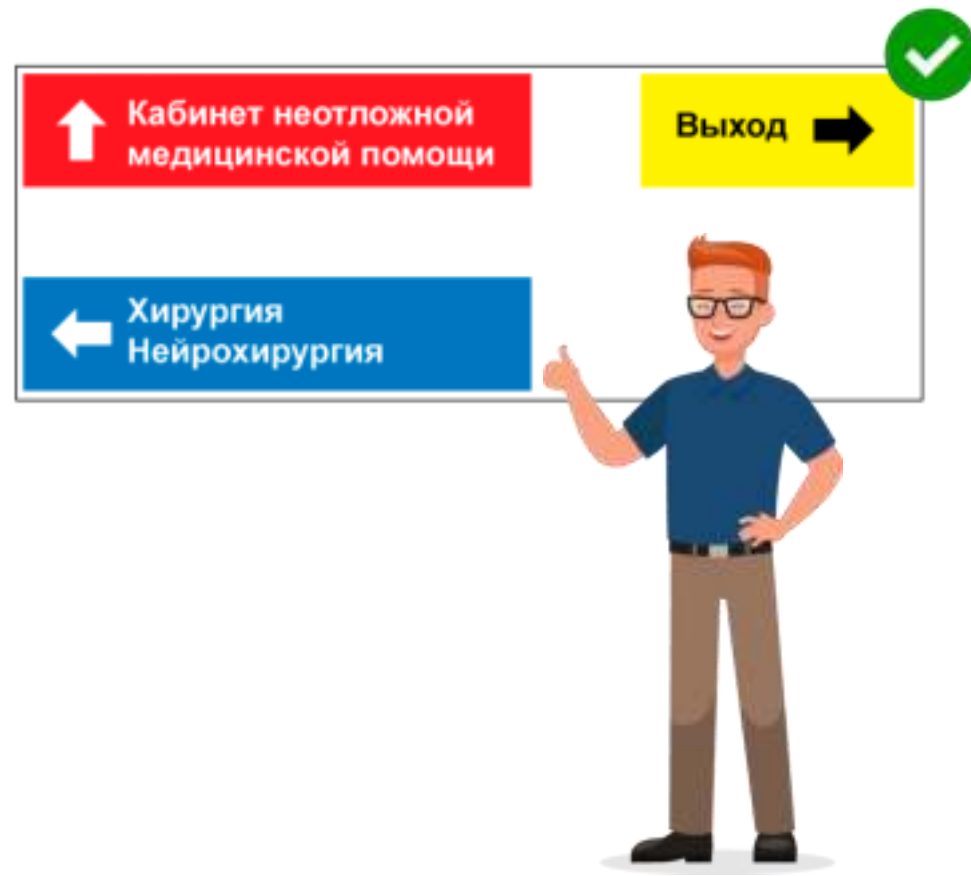 Кабинет неотложной
медицинской помощи
Выход
Хирургия
Нейрохирургия